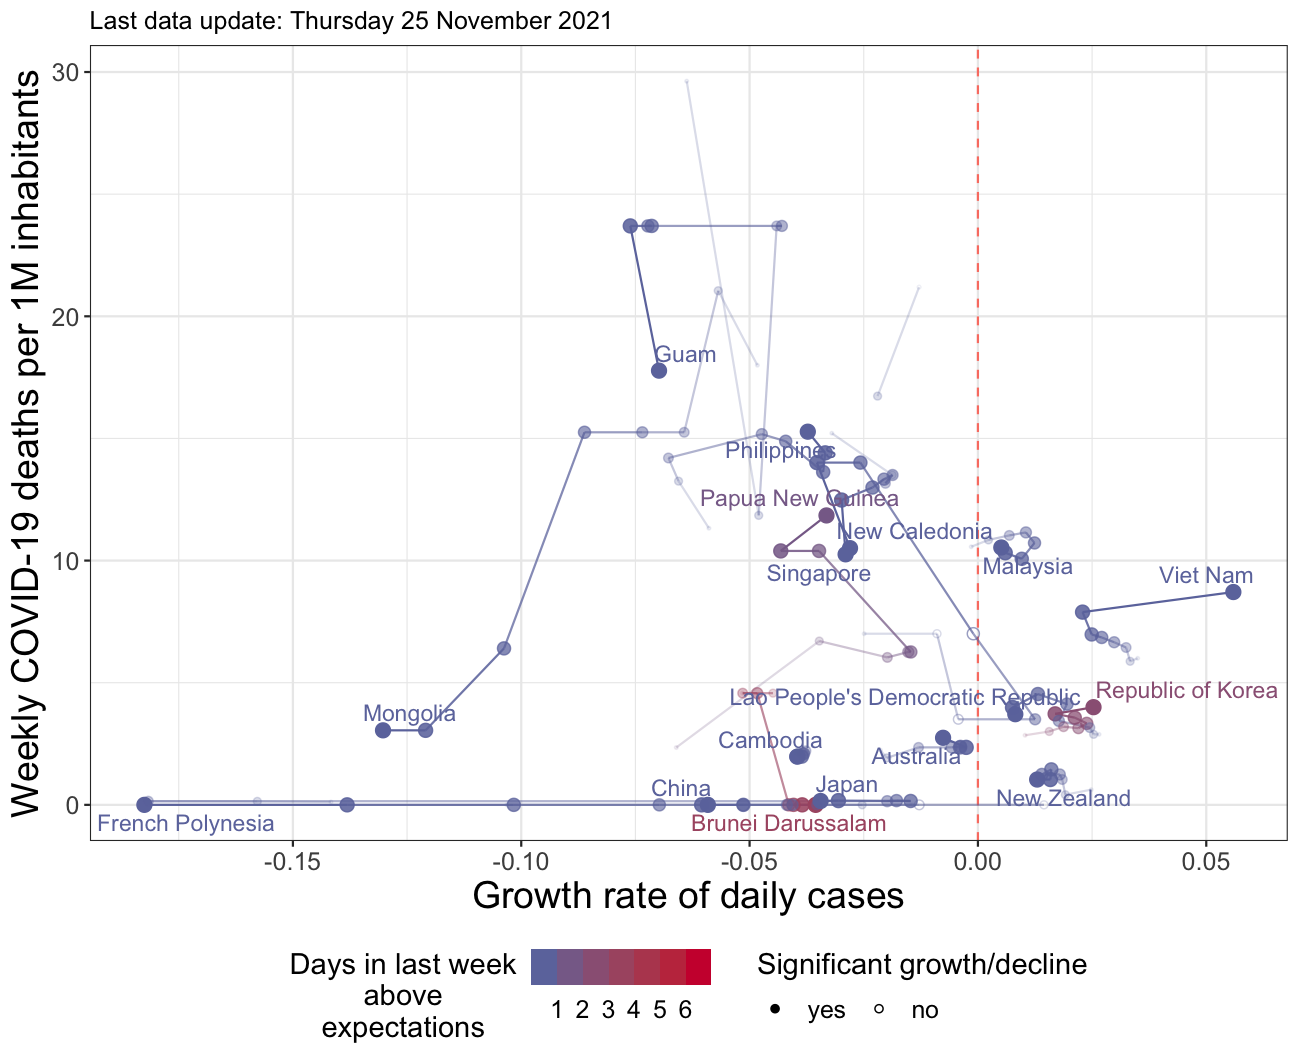 Last data update: Thursday 25 November 2021
Weekly COVID-19 deaths per 1M inhabitants
30
20
10
0
Guam
Philippines
Papua New Guinea
New Caledonia
Singapore
Malaysia
Viet Nam
Republic of Korea
Lao People's Democratic Republic
Mongolia
Cambodia
Australia
China
Japan
New Zealand
French Polynesia
Brunei Darussalam
-0.15
-0.10
-0.05
0.00
0.05
Growth rate of daily cases
Days in last week
above
expectations
1 2 3 4 5 6
Significant growth/decline
yes
no